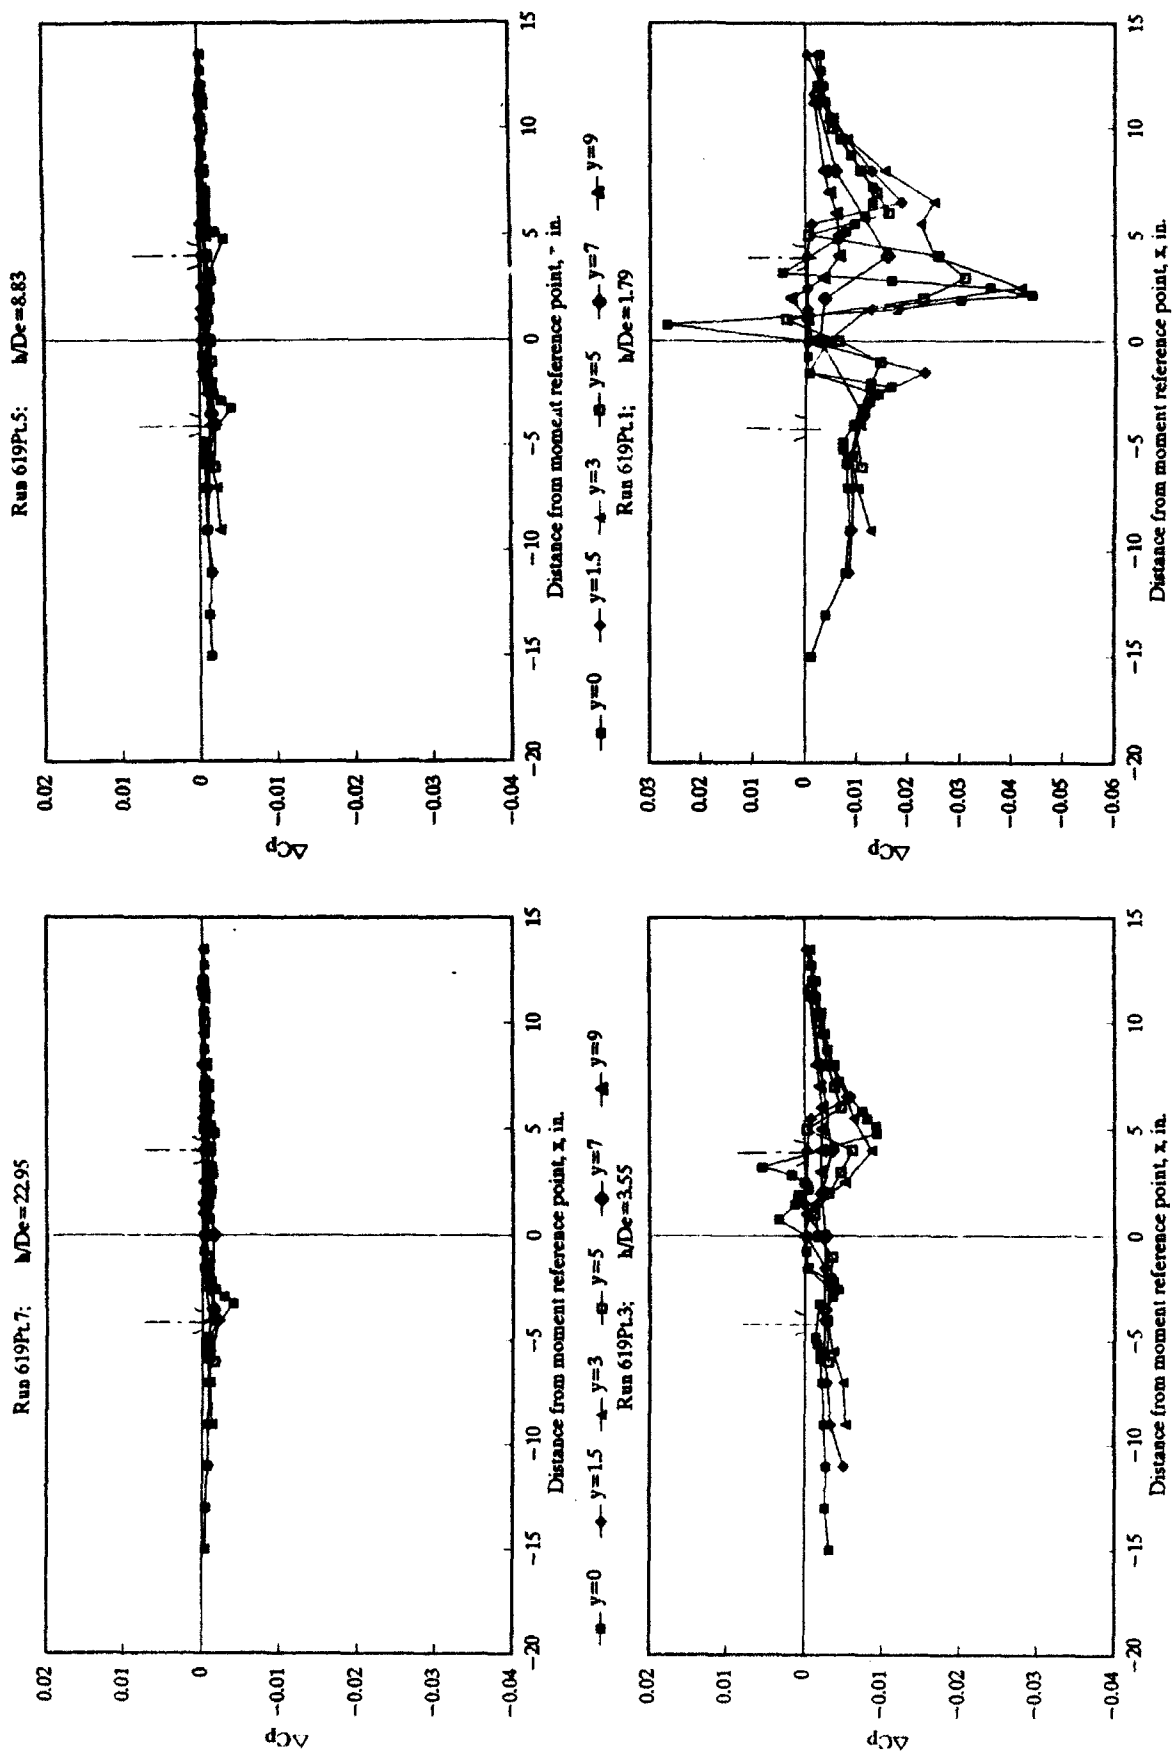 Run 619Pt.7; h/De=22.95
0.02
0.01
0
−0.01
−0.02
−0.03
−0.04
ΔCp
−20 −15 −10 −5 0 5 10 15
Distance from moment reference point, x, in.
Run 619Pt.5; h/De=8.83
0.02
0.01
0
−0.01
−0.02
−0.03
−0.04
ΔCp
−20 −15 −10 −5 0 5 10 15
Distance from moment reference point, in.
y=0 y=1.5 y=3 y=5 y=7 y=9
y=0 y=1.5 y=3 y=5 y=7 y=9
Run 619Pt.3; h/De=3.55
0.02
0.01
0
−0.01
−0.02
−0.03
−0.04
ΔCp
−20 −15 −10 −5 0 5 10 15
Distance from moment reference point, x, in.
Run 619Pt.1; h/De=1.79
0.03
0.02
0.01
0
−0.01
−0.02
−0.03
−0.04
−0.05
−0.06
ΔCp
−20 −15 −10 −5 0 5 10 15
Distance from moment reference point, x, in.